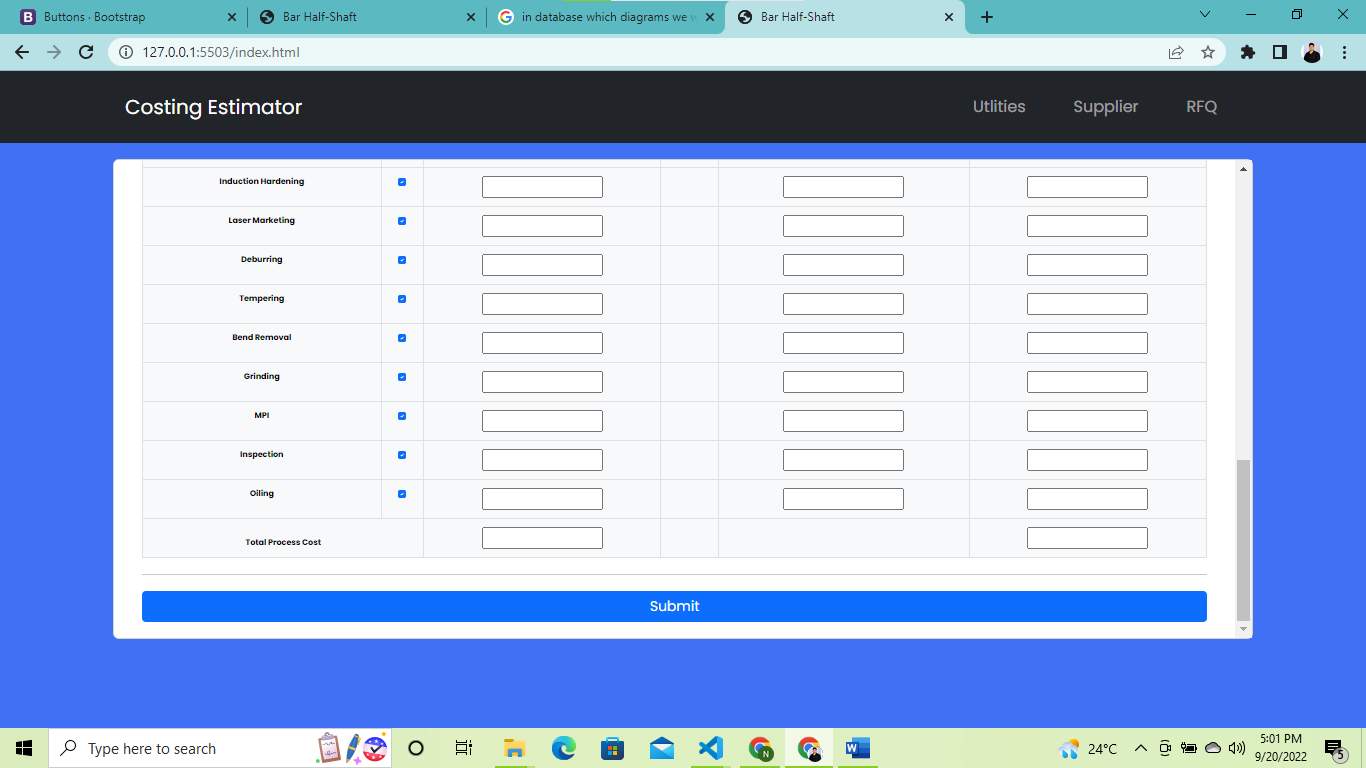 B Buttons · Bootstrap
Bar Half-Shaft
G in database which diagrams we
Bar Half-Shaft
127.0.0.1:5503/index.html
Costing Estimator
Utlities
Supplier
RFQ
Induction Hardening
Laser Marketing
Deburring
Tempering
Bend Removal
Grinding
MPI
Inspection
Oiling
Total Process Cost
Submit
Type here to search
N
W
24°C
5:01 PM
9/20/2022
5